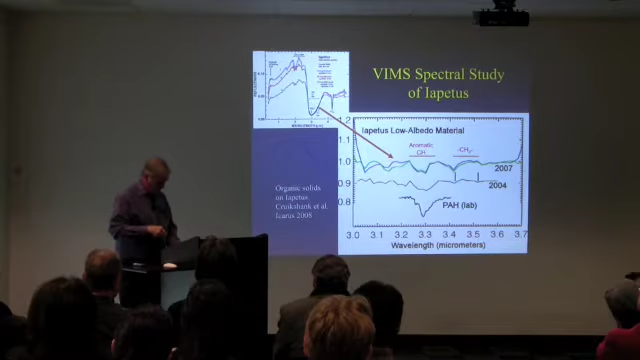 VIMS Spectral Study
of Iapetus
Iapetus Low-Albedo Material
Aromatic
CH
-CH2-
2007
2004
PAH (lab)
1.2
1.1
1.0
0.9
0.8
3.0 3.1 3.2 3.3 3.4 3.5 3.6 3.7
Wavelength (micrometers)
Organic solids
on Iapetus
Cruikshank et al.
Icarus 2008